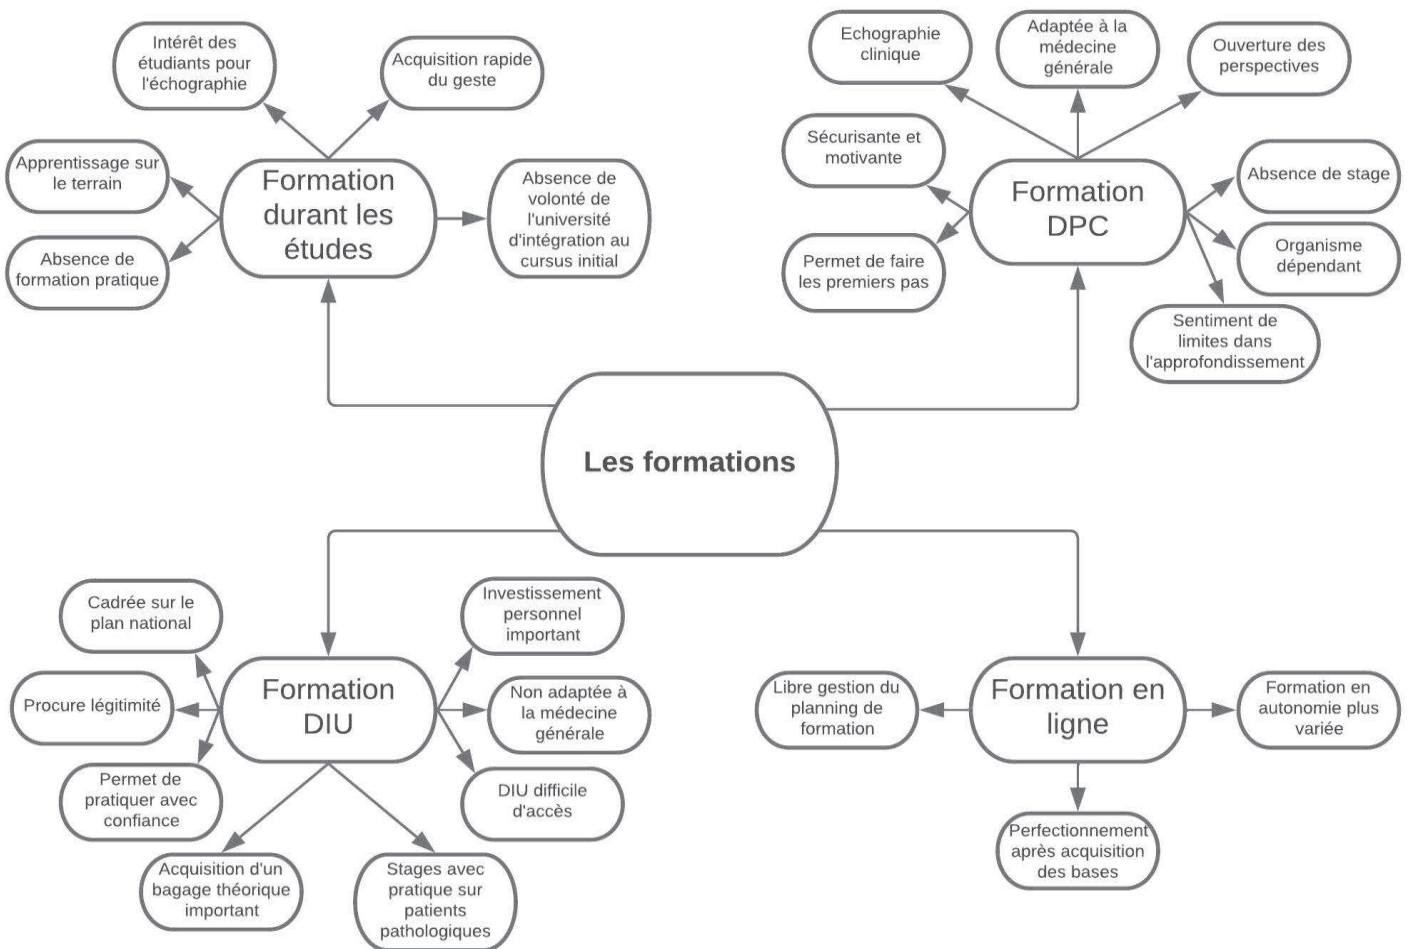 Intérêt des
étudiants pour
l'échographie
Acquisition rapide
du geste
Apprentissage sur
le terrain
Absence de
formation pratique
Formation
durant les
études
Absence de
volonté de
l'université
d'intégration au
cursus initial
Echographie
clinique
Adaptée à la
médecine
générale
Ouverture des
perspectives
Sécurisante et
motivante
Permet de faire
les premiers pas
Formation
DPC
Absence de stage
Organisme
dépendant
Sentiment de
limites dans
l'approfondissement
Les formations
Cadrée sur le
plan national
Procure légitimité
Permet de
pratiquer avec
confiance
Formation
DIU
Investissement
personnel
important
Non adaptée à
la médecine
générale
DIU difficile
d'accès
Acquisition d'un
bagage théorique
important
Stages avec
pratique sur
patients
pathologiques
Libre gestion du
planning de
formation
Formation en
ligne
Formation en
autonomie plus
variée
Perfectionnement
après acquisition
des bases